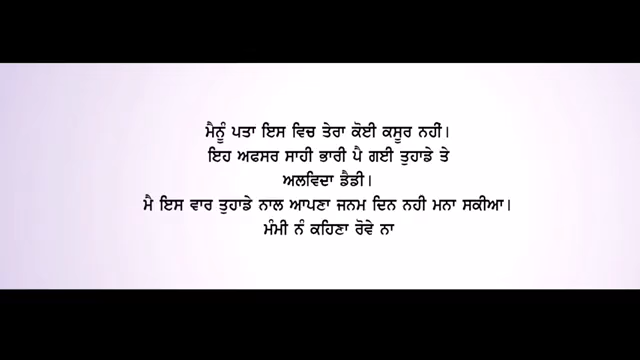 ਮੈਨੂੰ ਪਤਾ ਇਸ ਵਿਚ ਤੇਰਾ ਕੋਈ ਕਸੂਰ ਨਹੀਂ।
ਇਹ ਅਫਸਰ ਸਾਹੀ ਭਾਰੀ ਪੈ ਗਈ ਤੁਹਾਡੇ ਤੇ
ਅਲਵਿਦਾ ਡੈਡੀ।
ਮੈ ਇਸ ਵਾਰ ਤੁਹਾਡੇ ਨਾਲ ਆਪਣਾ ਜਨਮ ਦਿਨ ਨਹੀ ਮਨਾ ਸਕੀਆ।
ਮੰਮੀ ਨੰ ਕਹਿਣਾ ਰੋਵੇ ਨਾ